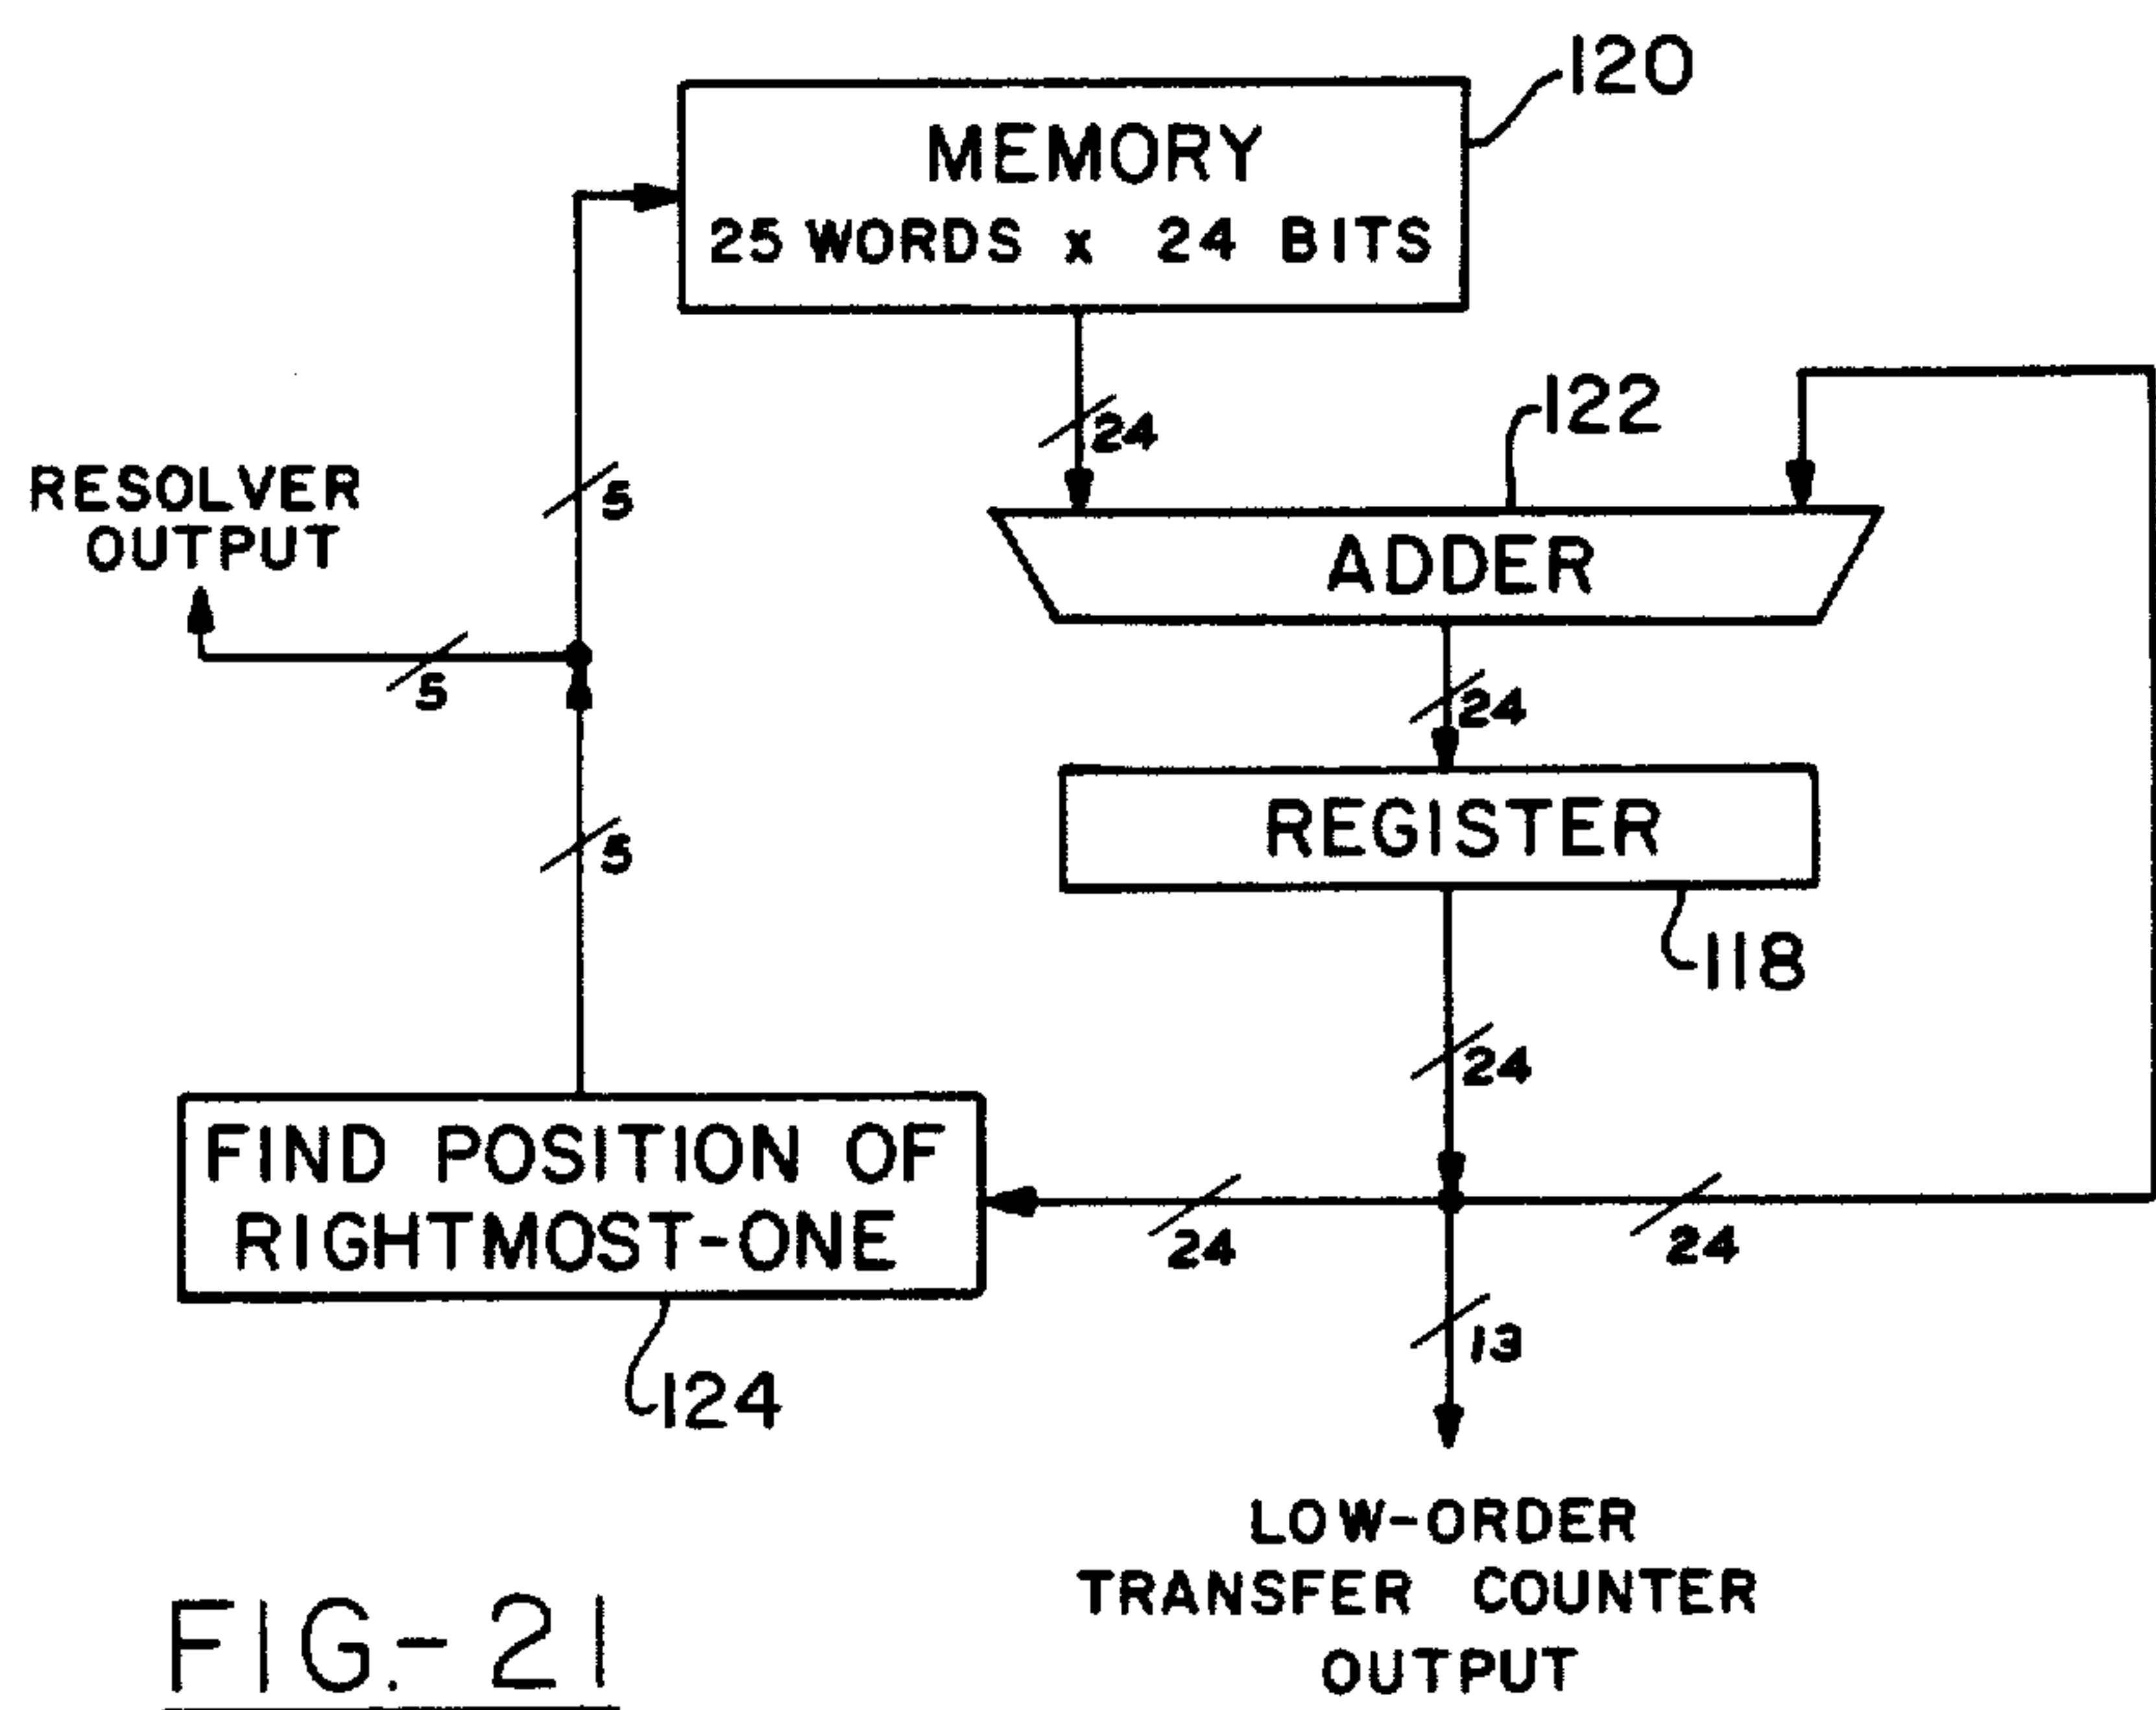 120
MEMORY
25 WORDS x 24 BITS
24
122
RESOLVER
OUTPUT
5
5
ADDER
24
REGISTER
5
118
24
FIND POSITION OF
RIGHTMOST-ONE
24
24
13
124
LOW-ORDER
TRANSFER COUNTER
OUTPUT
FIG.-21